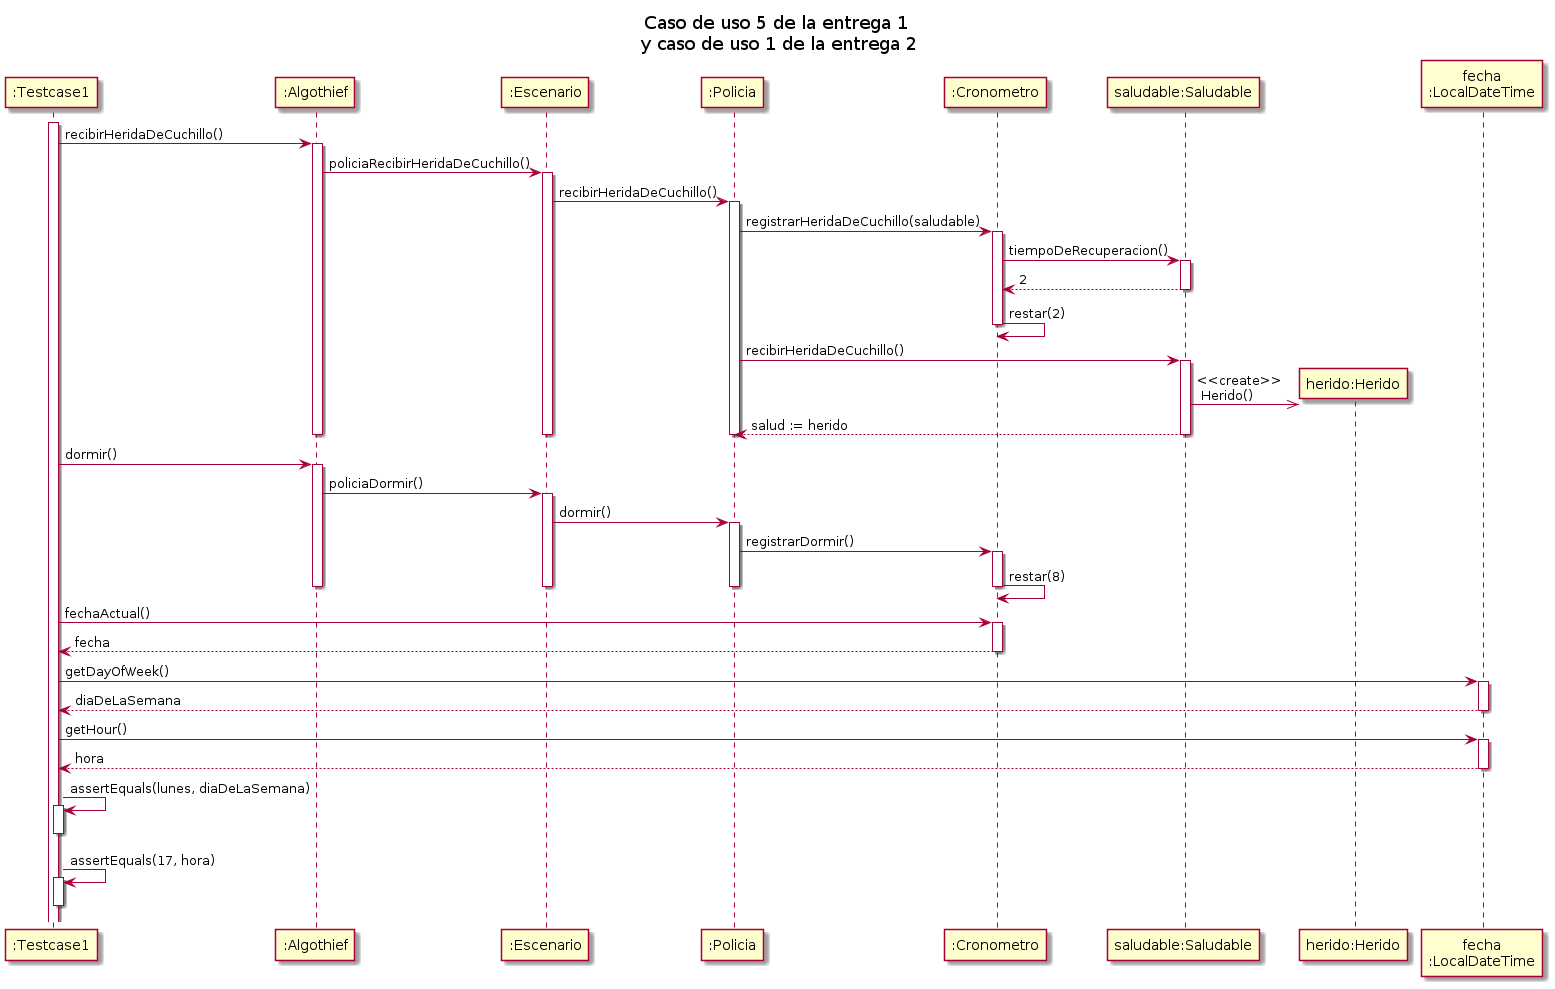 Caso de uso 5 de la entrega 1
y caso de uso 1 de la entrega 2
:Testcase1
:Algothief
:Escenario
:Policia
:Cronometro
saludable:Saludable
fecha
:LocalDateTime
recibirHeridaDeCuchillo()
policiaRecibirHeridaDeCuchillo()
recibirHeridaDeCuchillo()
registrarHeridaDeCuchillo(saludable)
tiempoDeRecuperacion()
2
restar(2)
recibirHeridaDeCuchillo()
<<create>>
Herido()
herido:Herido
salud := herido
dormir()
policiaDormir()
dormir()
registrarDormir()
restar(8)
fechaActual()
fecha
getDayOfWeek()
diaDeLaSemana
getHour()
hora
assertEquals(lunes, diaDeLaSemana)
assertEquals(17, hora)
:Testcase1
:Algothief
:Escenario
:Policia
:Cronometro
saludable:Saludable
herido:Herido
fecha
:LocalDateTime